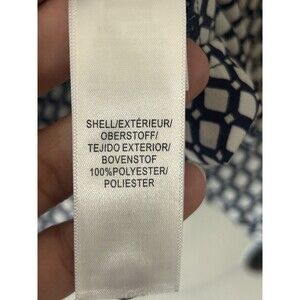 SHELL/EXTÉRIEUR/
OBERSTOFF/
TEJIDO EXTERIOR/
BOVENSTOF
100%POLYESTER/
POLIESTER